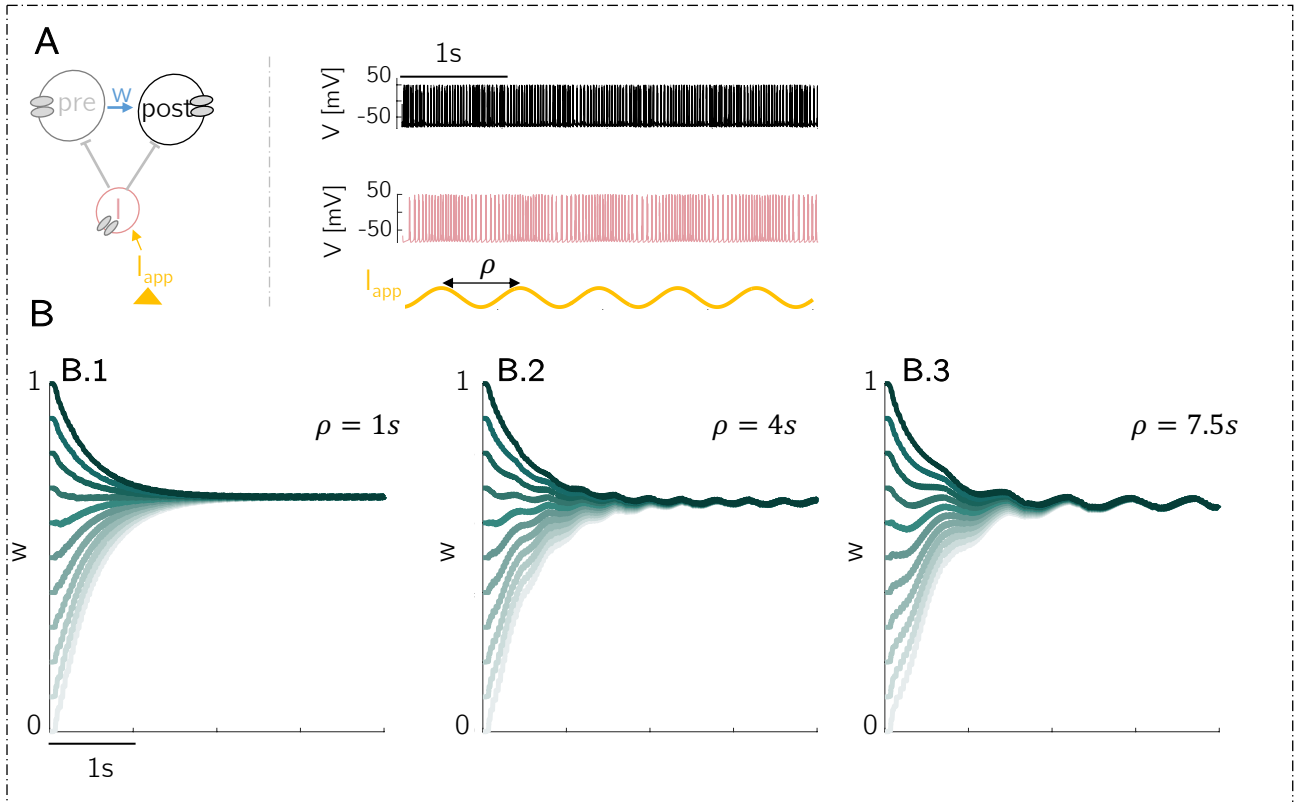 A
pre
w
post
I
I app
1s
50
-50
V [mV]
50
-50
V [mV]
I app
ρ
B
B.1
1
0
w
ρ = 1s
1s
B.2
1
0
w
ρ = 4s
B.3
1
0
w
ρ = 7.5s